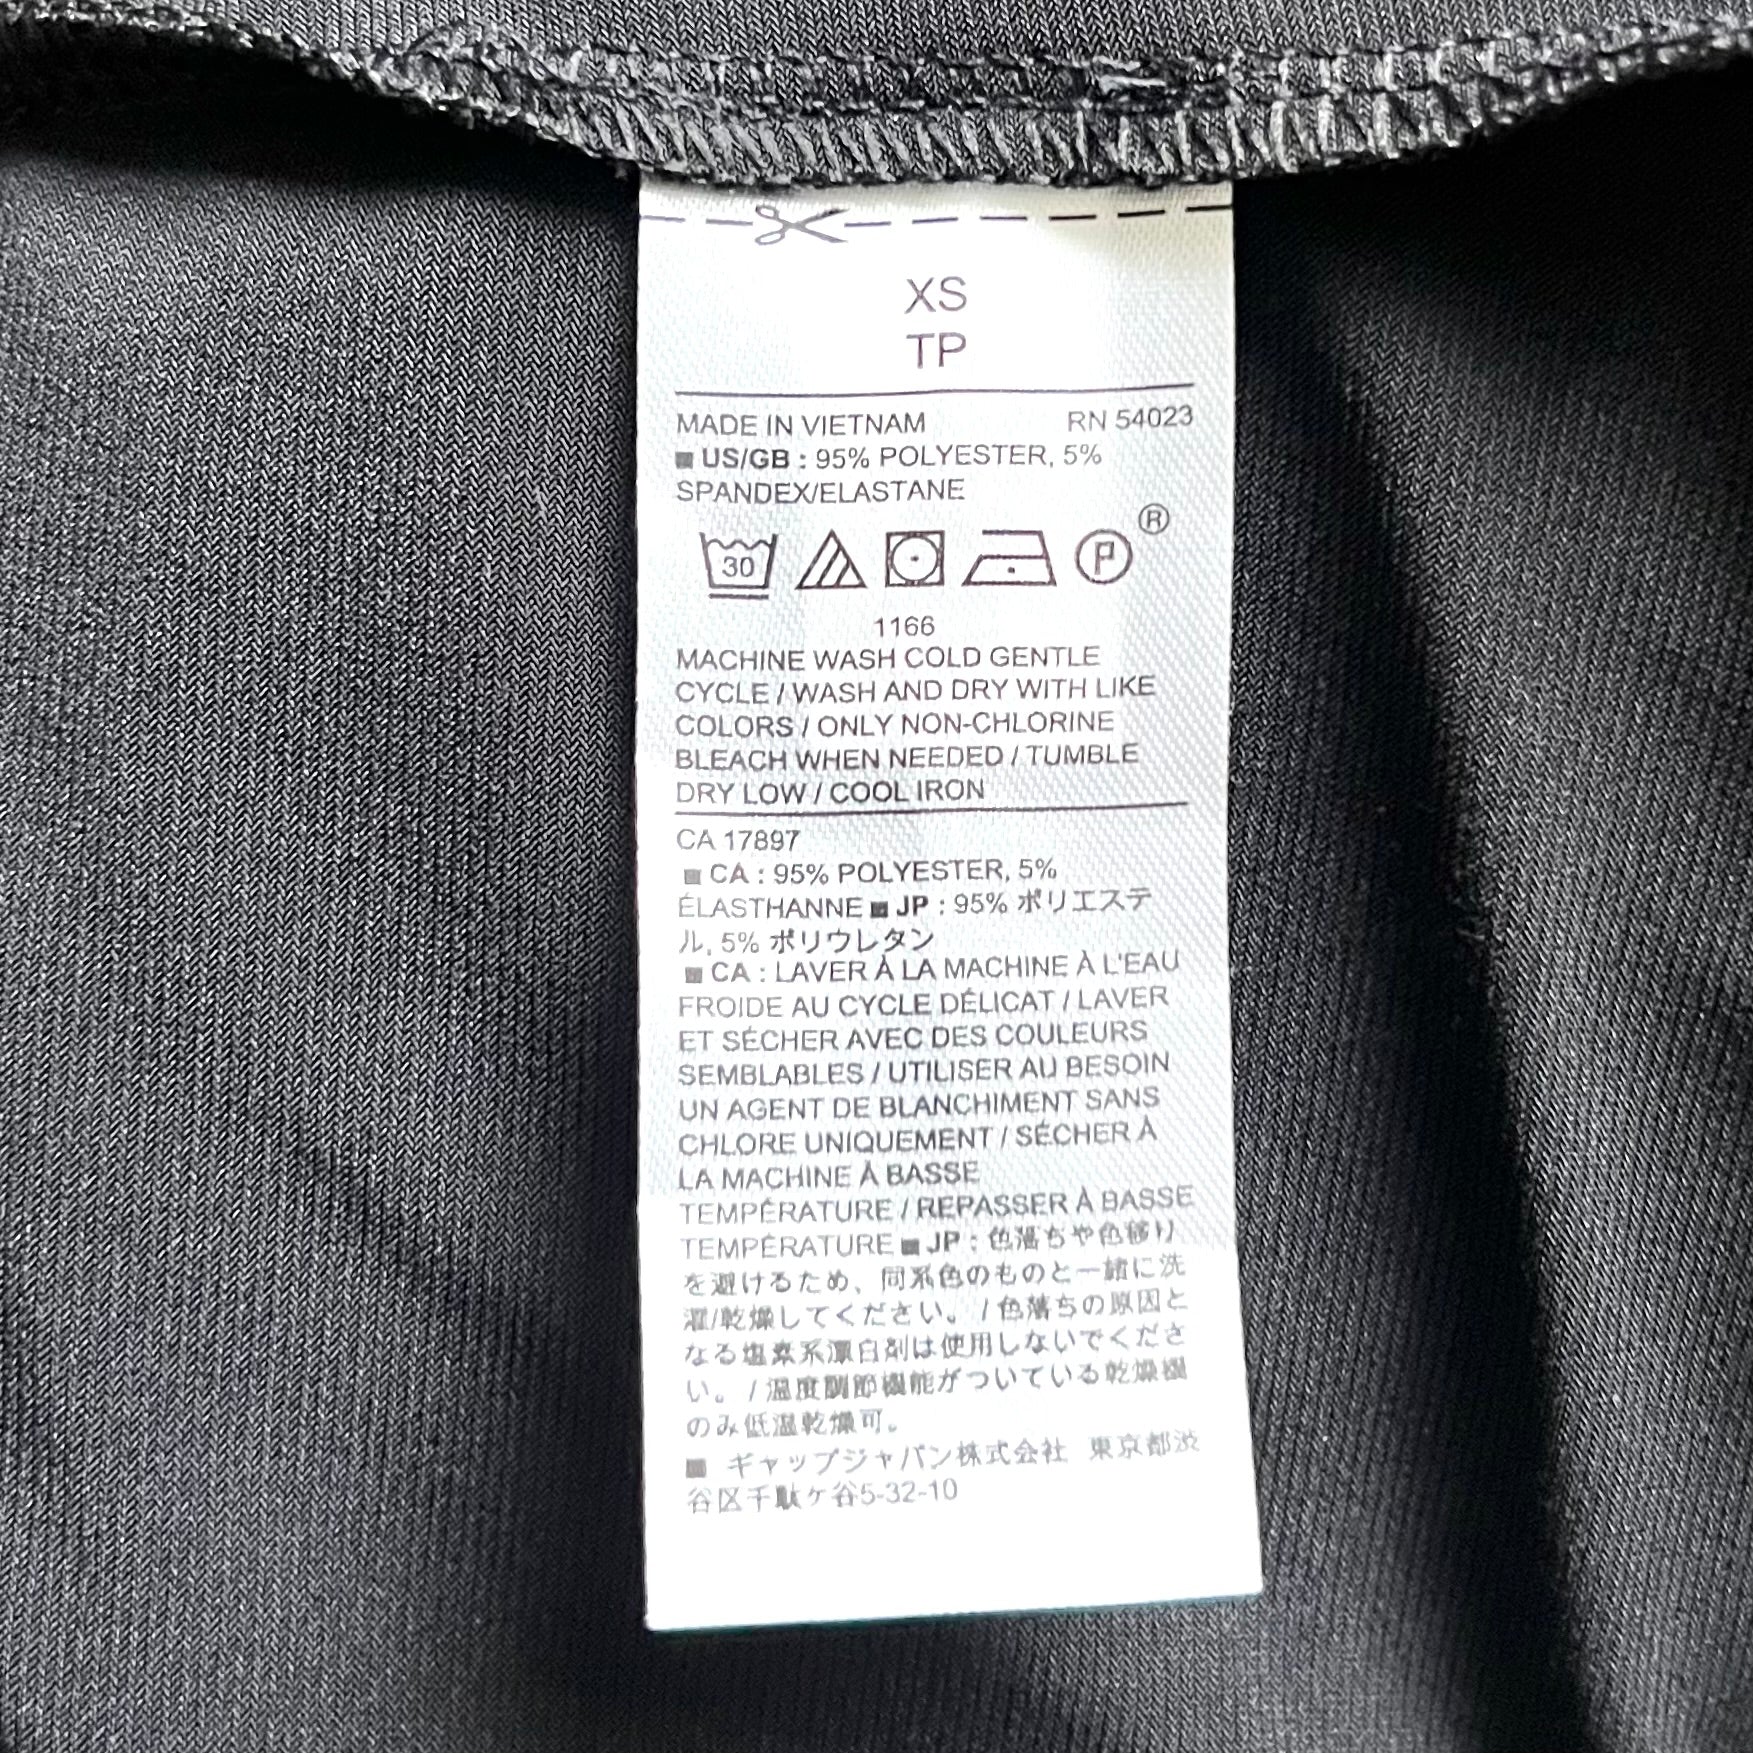 XS
TP
MADE IN VIETNAM RN 54023
■ US/GB : 95% POLYESTER, 5%
SPANDEX/ELASTANE
30 P ®
1166
MACHINE WASH COLD GENTLE
CYCLE / WASH AND DRY WITH LIKE
COLORS / ONLY NON-CHLORINE
BLEACH WHEN NEEDED / TUMBLE
DRY LOW / COOL IRON
CA 17897
■ CA : 95% POLYESTER, 5%
ÉLASTHANNE ■ JP : 95% ポリエステ
ル, 5% ポリウレタン
■ CA : LAVER À LA MACHINE À L'EAU
FROIDE AU CYCLE DÉLICAT / LAVER
ET SÉCHER AVEC DES COULEURS
SEMBLABLES / UTILISER AU BESOIN
UN AGENT DE BLANCHIMENT SANS
CHLORE UNIQUEMENT / SÉCHER À
LA MACHINE À BASSE
TEMPÉRATURE / REPASSER À BASSE
TEMPÉRATURE ■ JP : 色落ちや色移り
を避けるため、同系色のものと一緒に洗
濯/乾燥してください。 / 色落ちの原因と
なる塩素系漂白剤は使用しないでくださ
い。 / 温度調節機能がついている乾燥機
のみ低温乾燥可。
■ ギャップジャパン株式会社 東京都渋
谷区千駄ケ谷5-32-10